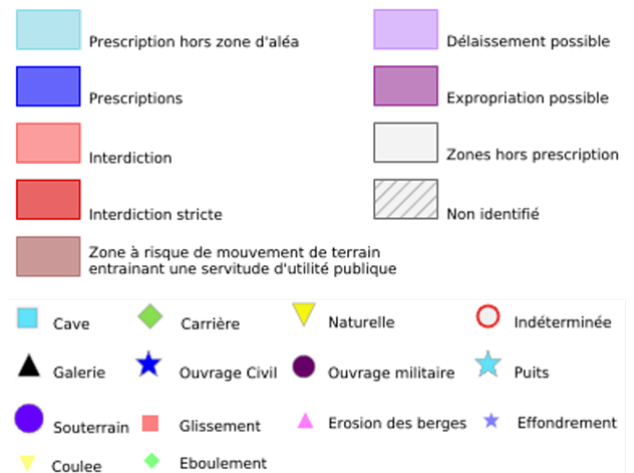 Prescription hors zone d'aléa
Délaissement possible
Prescriptions
Expropriation possible
Interdiction
Zones hors prescription
Interdiction stricte
Non identifié
Zone à risque de mouvement de terrain
entrainant une servitude d'utilité publique
Cave
Carrière
Naturelle
Indéterminée
Galerie
Ouvrage Civil
Ouvrage militaire
Puits
Souterrain
Glissement
Erosion des berges
Effondrement
Coulee
Eboulement